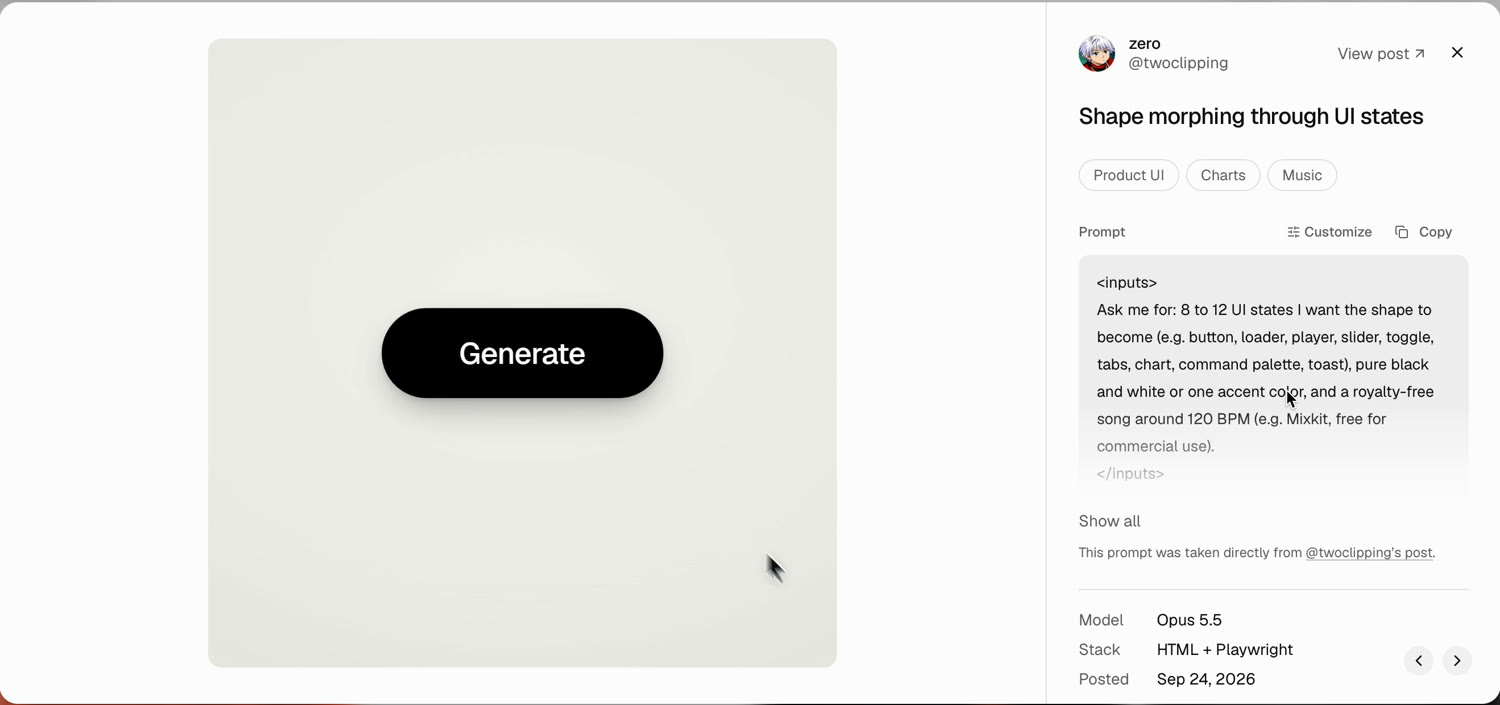 Generate
zero
@twoclipping
View post
Shape morphing through UI states
Product UI
Charts
Music
Prompt
Customize
Copy
<inputs>
Ask me for: 8 to 12 UI states I want the shape to
become (e.g. button, loader, player, slider, toggle,
tabs, chart, command palette, toast), pure black
and white or one accent color, and a royalty-free
song around 120 BPM (e.g. Mixkit, free for
commercial use).
</inputs>
Show all
This prompt was taken directly from @twoclipping's post.
Model Opus 5.5
Stack HTML + Playwright
Posted Sep 24, 2026